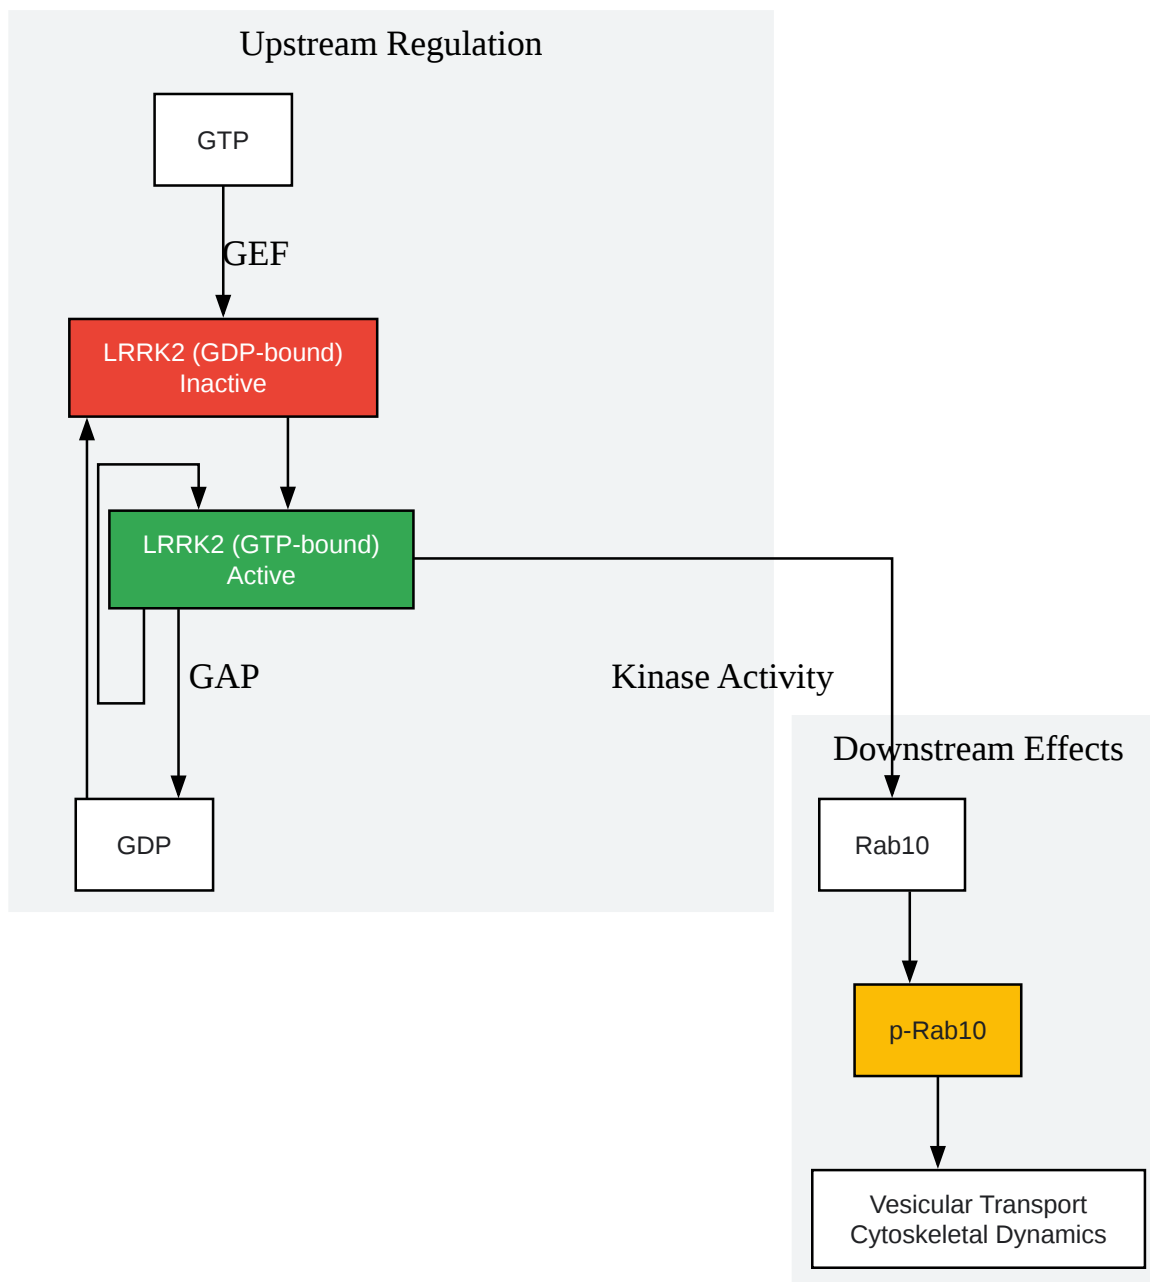 Upstream Regulation
GTP
GEF
LRRK2 (GDP-bound)
Inactive
LRRK2 (GTP-bound)
Active
GAP
Kinase Activity
Downstream Effects
GDP
Rab10
p-Rab10
Vesicular Transport
Cytoskeletal Dynamics